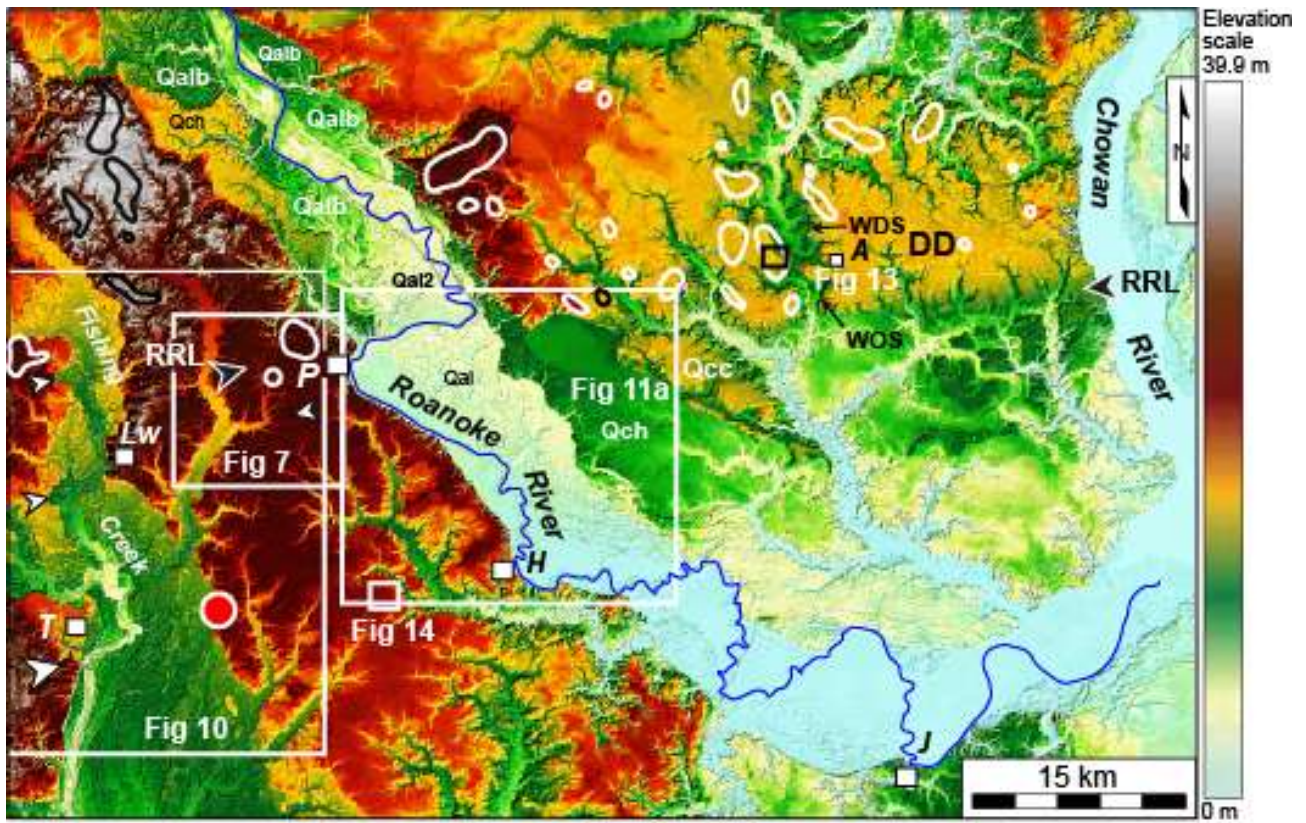 Elevation
scale
39.9 m
Qalb
Qalb
Qalb
Qch
Qalb
Chowan
N
WDS
A
DD
Fig 13
Qal2
RRL
WOS
Fishing
River
RRL
P
Qal
Fig 11a
Qcc
Roanoke
Qch
Lw
Fig 7
River
Creek
H
T
Fig 14
Fig 10
J
15 km
0 m